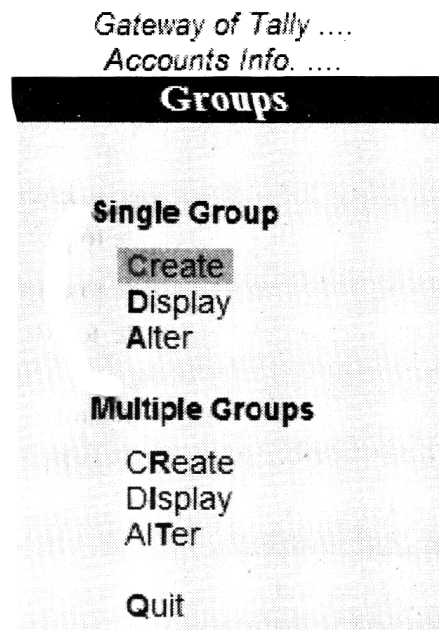 Gateway of Tally ....
Accounts Info. ....
Groups
Single Group
Create
Display
Alter
Multiple Groups
CReate
DIsplay
AlTer
Quit